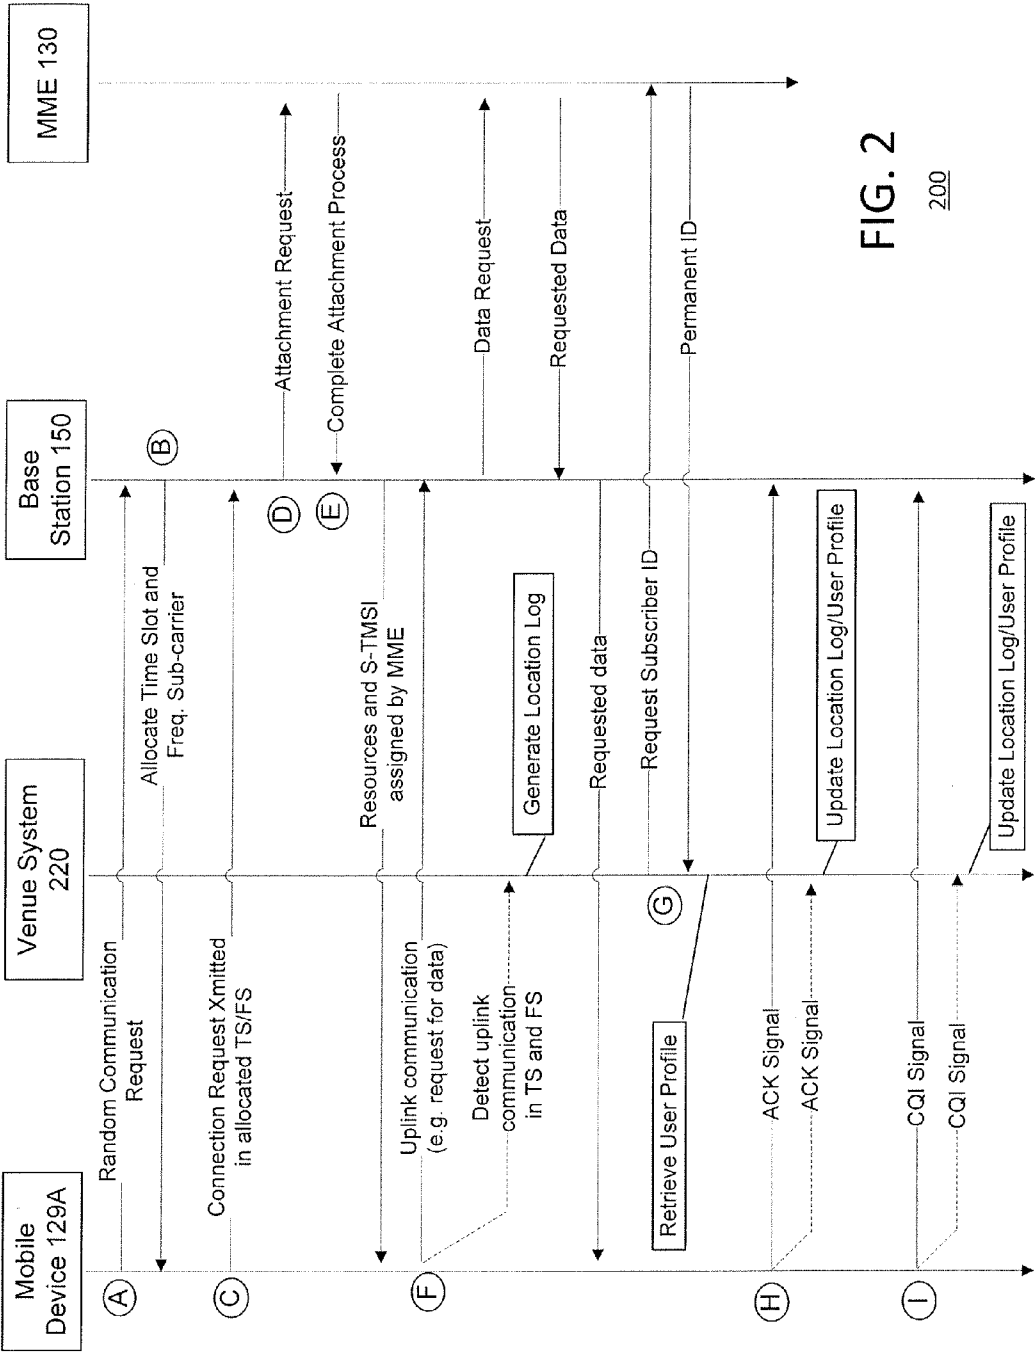 Mobile
Device 129A
Venue System
220
Base
Station 150
MME 130
A
Random Communication
Request
B
Allocate Time Slot and
Freq. Sub-carrier
C
Connection Request Xmitted
in allocated TS/FS
D
Attachment Request
E
Complete Attachment Process
Resources and S-TMSI
assigned by MME
F
Uplink communication
(e.g. request for data)
Data Request
Detect uplink
communication
in TS and FS
Generate Location Log
Requested Data
Requested data
G
Request Subscriber ID
Permanent ID
Retrieve User Profile
H
ACK Signal
ACK Signal
Update Location Log/User Profile
I
CQI Signal
CQI Signal
Update Location Log/User Profile
FIG. 2
200